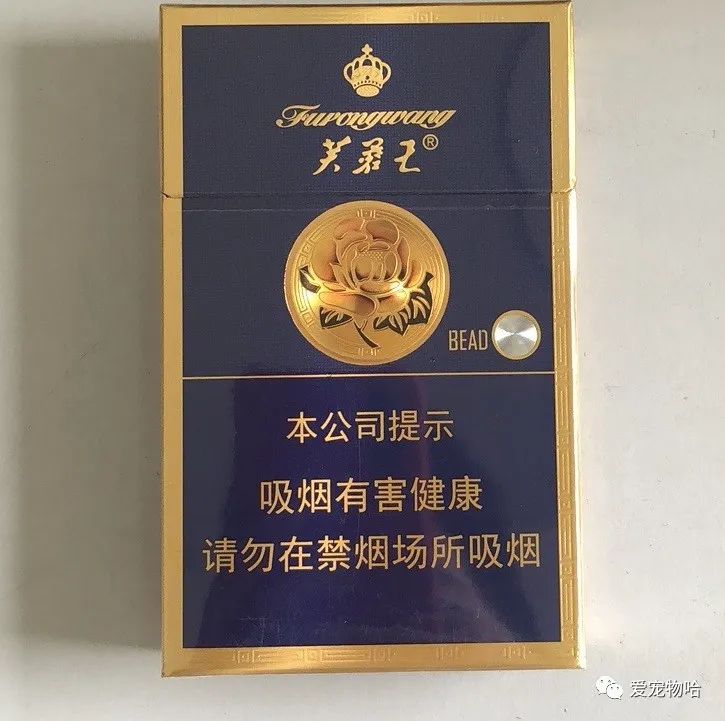 Furongwang
芙蓉王®
BEAD
本公司提示
吸烟有害健康
请勿在禁烟场所吸烟
爱宠物哈